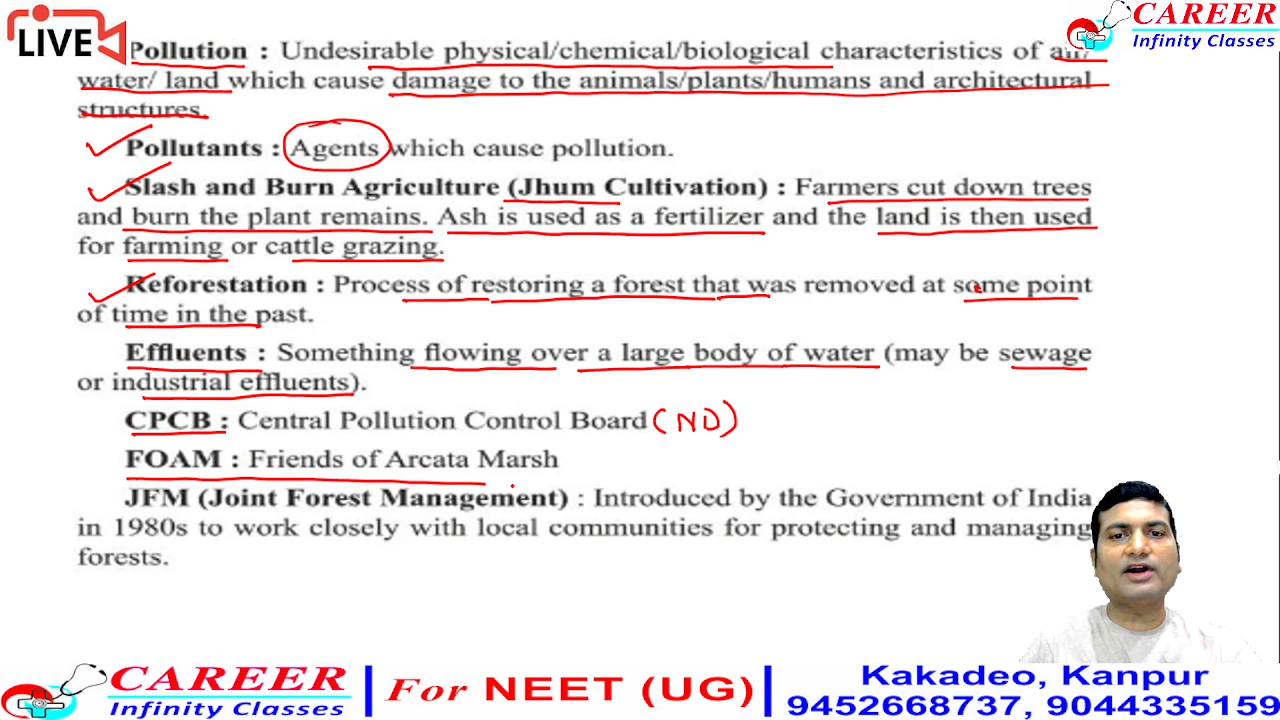 LIVE
CAREER
Infinity Classes
Pollution : Undesirable physical/chemical/biological characteristics of air/
water/ land which cause damage to the animals/plants/humans and architectural
structures.
Pollutants : Agents which cause pollution.
Slash and Burn Agriculture (Jhum Cultivation) : Farmers cut down trees
and burn the plant remains. Ash is used as a fertilizer and the land is then used
for farming or cattle grazing.
Reforestation : Process of restoring a forest that was removed at some point
of time in the past.
Effluents : Something flowing over a large body of water (may be sewage
or industrial effluents).
CPCB : Central Pollution Control Board (ND)
FOAM : Friends of Arcata Marsh
JFM (Joint Forest Management) : Introduced by the Government of India
in 1980s to work closely with local communities for protecting and managing
forests.
CAREER
Infinity Classes
For NEET (UG)
Kakadeo, Kanpur
9452668737, 9044335159